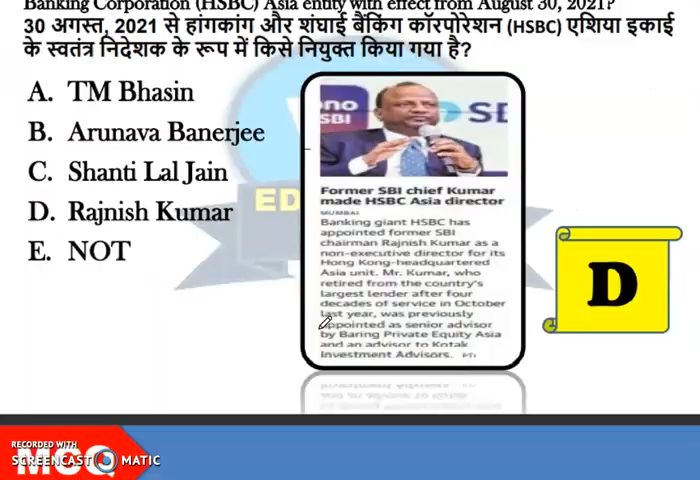 Banking Corporation (HSBC) Asia entity with effect from August 30, 2021?
30 अगस्त, 2021 से हांगकांग और शंघाई बैंकिंग कॉरपोरेशन (HSBC) एशिया इकाई
के स्वतंत्र निदेशक के रूप में किसे नियुक्त किया गया है?
A. TM Bhasin
B. Arunava Banerjee
C. Shanti Lal Jain
D. Rajnish Kumar
E. NOT
ono
SBI
SB
Former SBI chief Kumar
made HSBC Asia director
MUMBAI
Banking giant HSBC has
appointed former SBI
chairman Rajnish Kumar as a
non-executive director for its
Hong Kong-headquartered
Asia unit. Mr. Kumar, who
retired from the country's
largest lender after four
decades of service in October
last year, was previously
appointed as senior advisor
by Baring Private Equity Asia
and an advisor to Kotak
Investment Advisors. PTI
D
ED
RECORDED WITH
SCREENCAST MATIC
MCQ